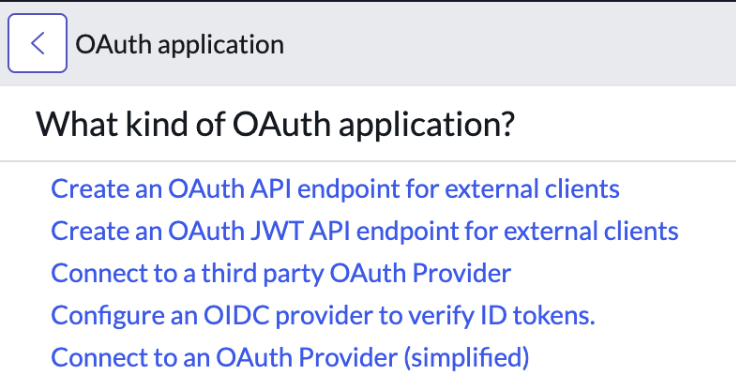 OAuth application
What kind of OAuth application?
Create an OAuth API endpoint for external clients
Create an OAuth JWT API endpoint for external clients
Connect to a third party OAuth Provider
Configure an OIDC provider to verify ID tokens.
Connect to an OAuth Provider (simplified)